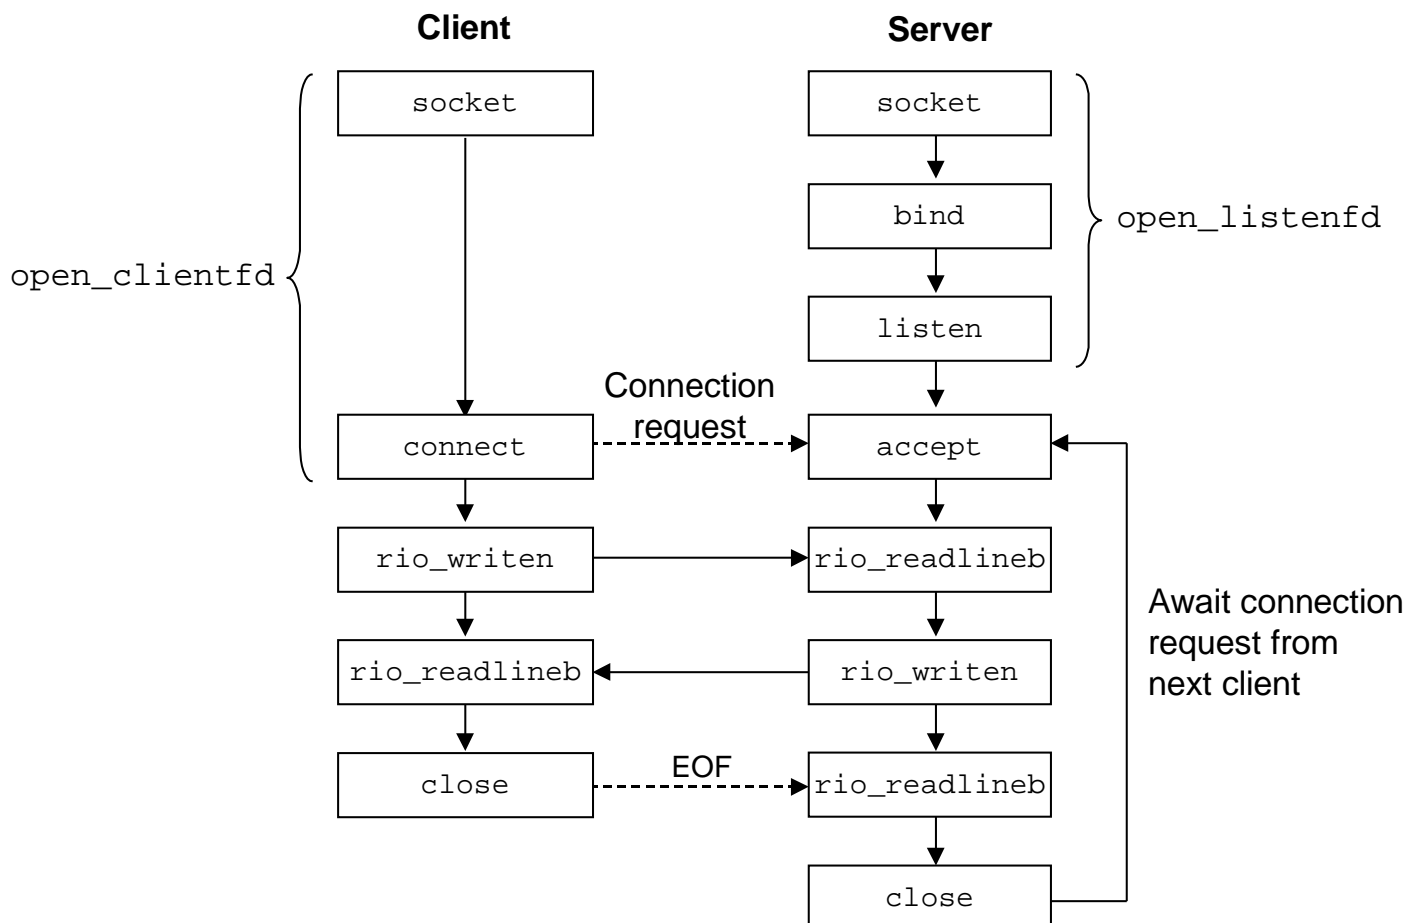 Client
Server
socket
socket
bind
open_listenfd
open_clientfd
listen
Connection
request
connect
accept
rio_writen
rio_readlineb
Await connection
request from
next client
rio_readlineb
rio_writen
EOF
close
rio_readlineb
close